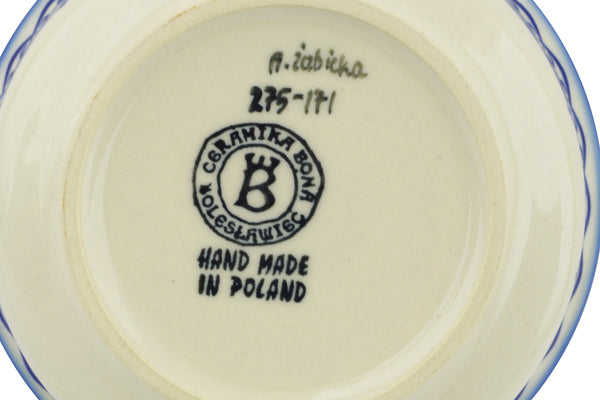 A. Żabicka
275-171
CERAMIKA BONA
BOLESŁAWIEC
B
HAND MADE
IN POLAND